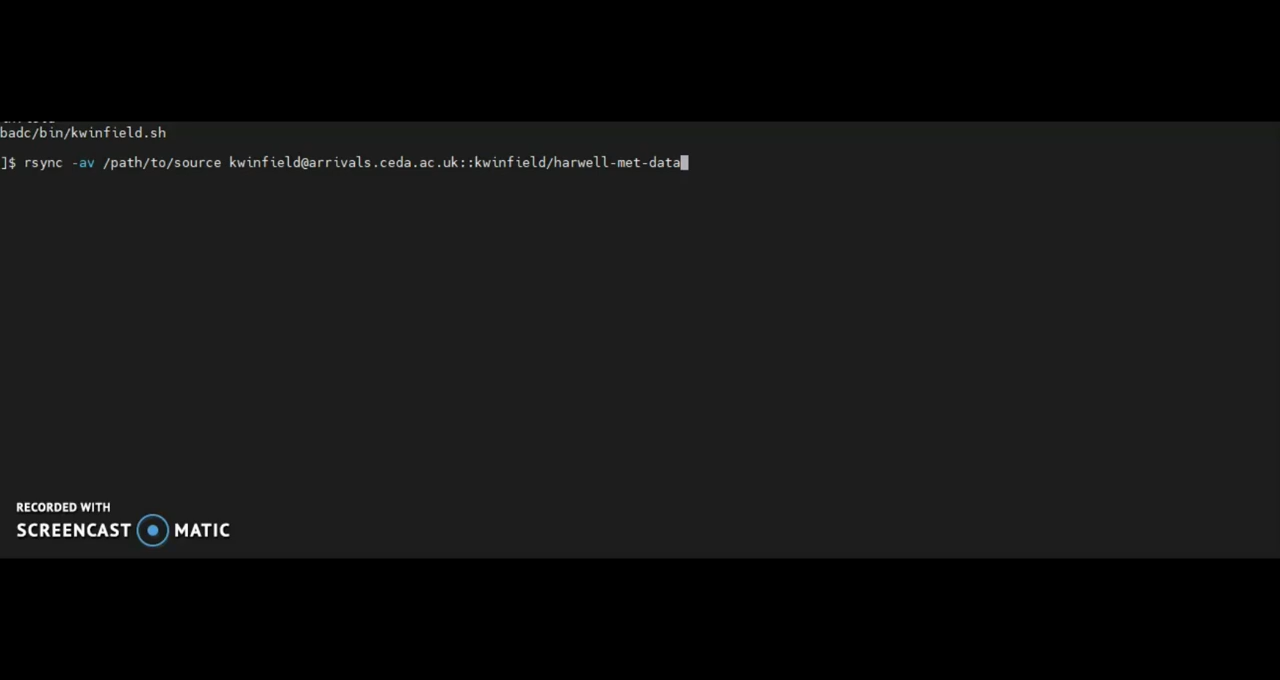 badc/bin/kwinfield.sh
]$ rsync -av /path/to/source kwinfield@arrivals.ceda.ac.uk::kwinfield/harwell-met-data
RECORDED WITH
SCREENCAST MATIC